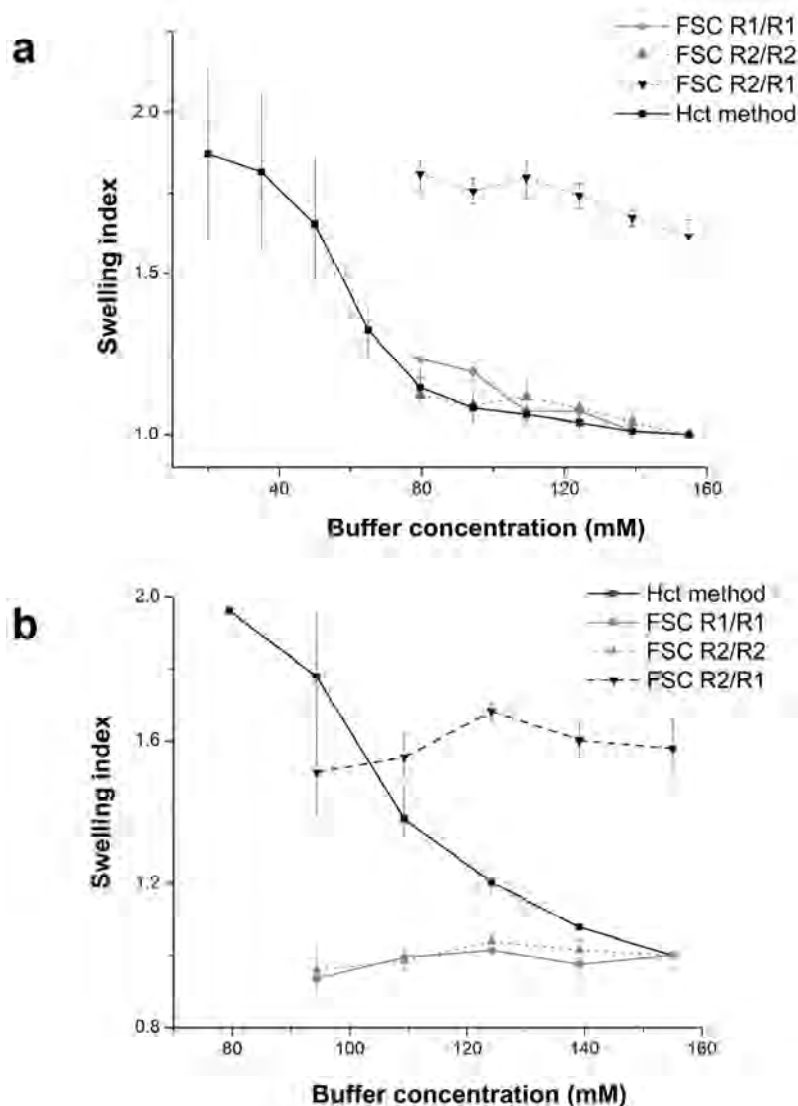 a
FSC R1/R1
FSC R2/R2
FSC R2/R1
Hct method
2.0
1.5
1.0
Swelling index
40
80
120
160
Buffer concentration (mM)
b
Hct method
FSC R1/R1
FSC R2/R2
FSC R2/R1
2.0
1.6
1.2
0.8
Swelling index
80
100
120
140
160
Buffer concentration (mM)